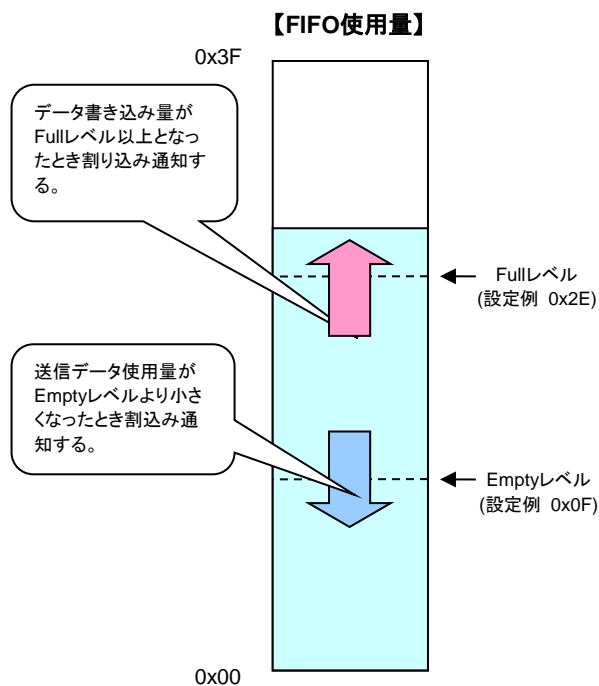 【FIFO使用量】
0x3F
データ書き込み量が
Fullレベル以上となっ
たとき割り込み通知す
る。
Fullレベル
(設定例 0x2E)
送信データ使用量が
Emptyレベルより小さ
くなったとき割込み通
知する。
Emptyレベル
(設定例 0x0F)
0x00